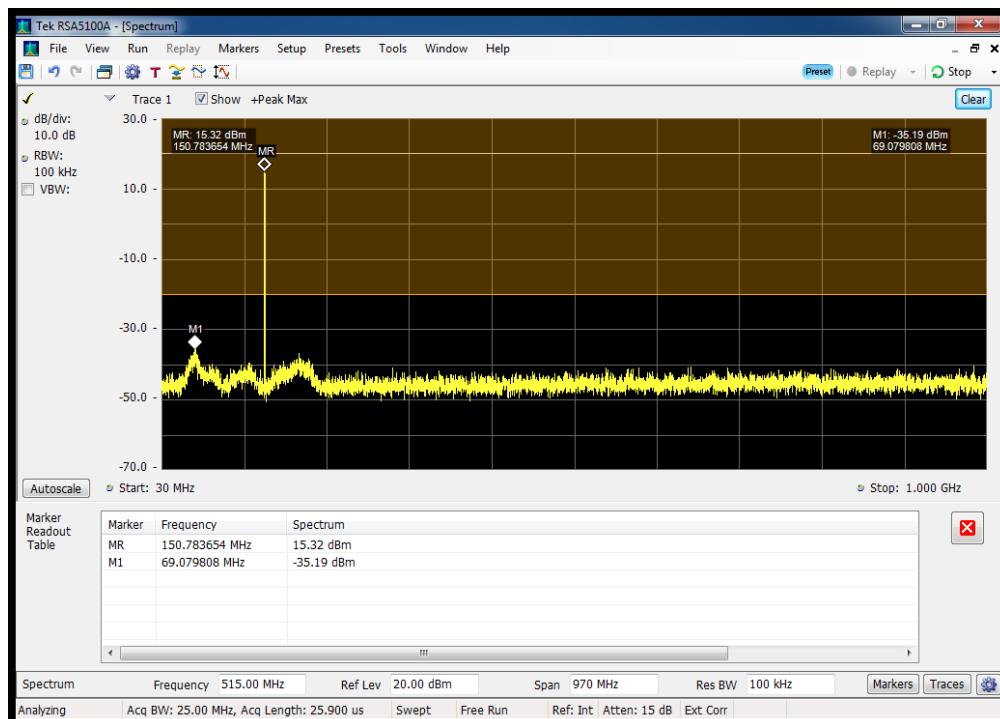 Tek RSA5100A - [Spectrum]
File View Run Replay Markers Setup Presets Tools Window Help
Preset Replay Stop
Trace 1 Show +Peak Max Clear
dB/div:
10.0 dB
RBW:
100 kHz
VBW:
30.0
10.0
-10.0
-30.0
-50.0
-70.0
MR: 15.32 dBm
150.783654 MHz
MR
M1: -35.19 dBm
69.079808 MHz
M1
Autoscale Start: 30 MHz Stop: 1.000 GHz
Marker
Readout
Table
Marker Frequency Spectrum
MR 150.783654 MHz 15.32 dBm
M1 69.079808 MHz -35.19 dBm
Spectrum Frequency 515.00 MHz Ref Lev 20.00 dBm Span 970 MHz Res BW 100 kHz Markers Traces
Analyzing Acq BW: 25.00 MHz, Acq Length: 25.900 us Swept Free Run Ref: Int Atten: 15 dB Ext Corr